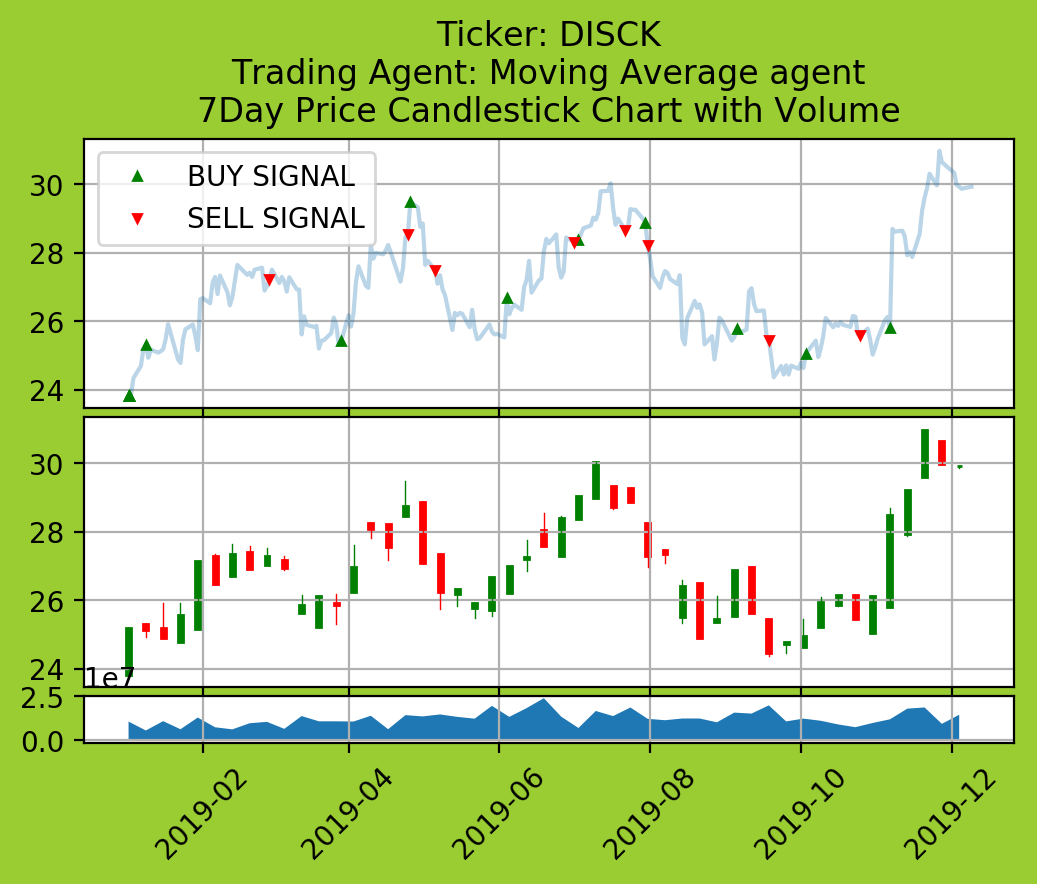 Ticker: DISCK
Trading Agent: Moving Average agent
7Day Price Candlestick Chart with Volume
BUY SIGNAL
SELL SIGNAL
30
28
26
24
30
28
26
24
1e7
2.5
0.0
2019-02
2019-04
2019-06
2019-08
2019-10
2019-12